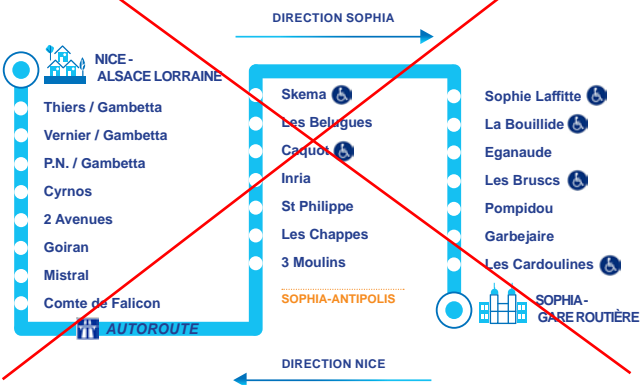 DIRECTION SOPHIA
NICE -
ALSACE LORRAINE
Thiers / Gambetta
Vernier / Gambetta
P.N. / Gambetta
Cyrnos
2 Avenues
Goiran
Mistral
Comte de Falicon
AUTOROUTE
Skema
Les Belugues
Caquot
Inria
St Philippe
Les Chappes
3 Moulins
SOPHIA-ANTIPOLIS
Sophie Laffitte
La Bouillide
Eganaude
Les Bruscs
Pompidou
Garbejaire
Les Cardoulines
SOPHIA-
GARE ROUTIÈRE
DIRECTION NICE